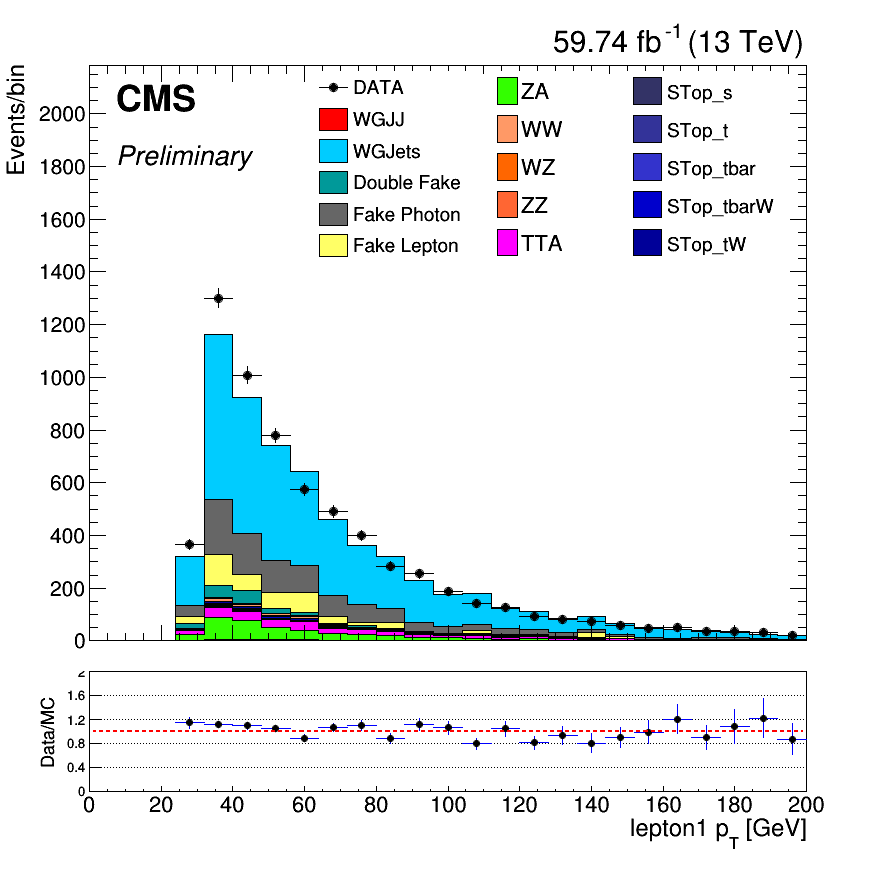 59.74 fb-1 (13 TeV)
Events/bin
CMS
Preliminary
DATA
WGJJ
WGJets
Double Fake
Fake Photon
Fake Lepton
ZA
WW
WZ
ZZ
TTA
STop_s
STop_t
STop_tbar
STop_tbarW
STop_tW
2000
1800
1600
1400
1200
1000
800
600
400
200
0
Data/MC
2
1.6
1.2
0.8
0.4
0
0 20 40 60 80 100 120 140 160 180 200
lepton1 pT [GeV]